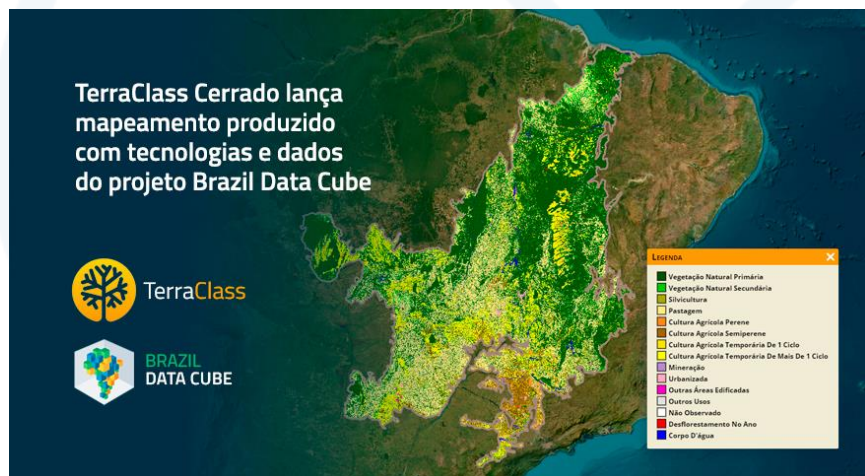 TerraClass Cerrado lança
mapeamento produzido
com tecnologias e dados
do projeto Brazil Data Cube
TerraClass
BRAZIL
DATA CUBE
LEGENDA
Vegetação Natural Primária
Vegetação Natural Secundária
Silvicultura
Pastagem
Cultura Agrícola Perene
Cultura Agrícola Semiperene
Cultura Agrícola Temporária De 1 Ciclo
Cultura Agrícola Temporária De Mais De 1 Ciclo
Mineração
Urbanizada
Outras Áreas Edificadas
Outros Usos
Não Observado
Desflorestamento No Ano
Corpo D'água